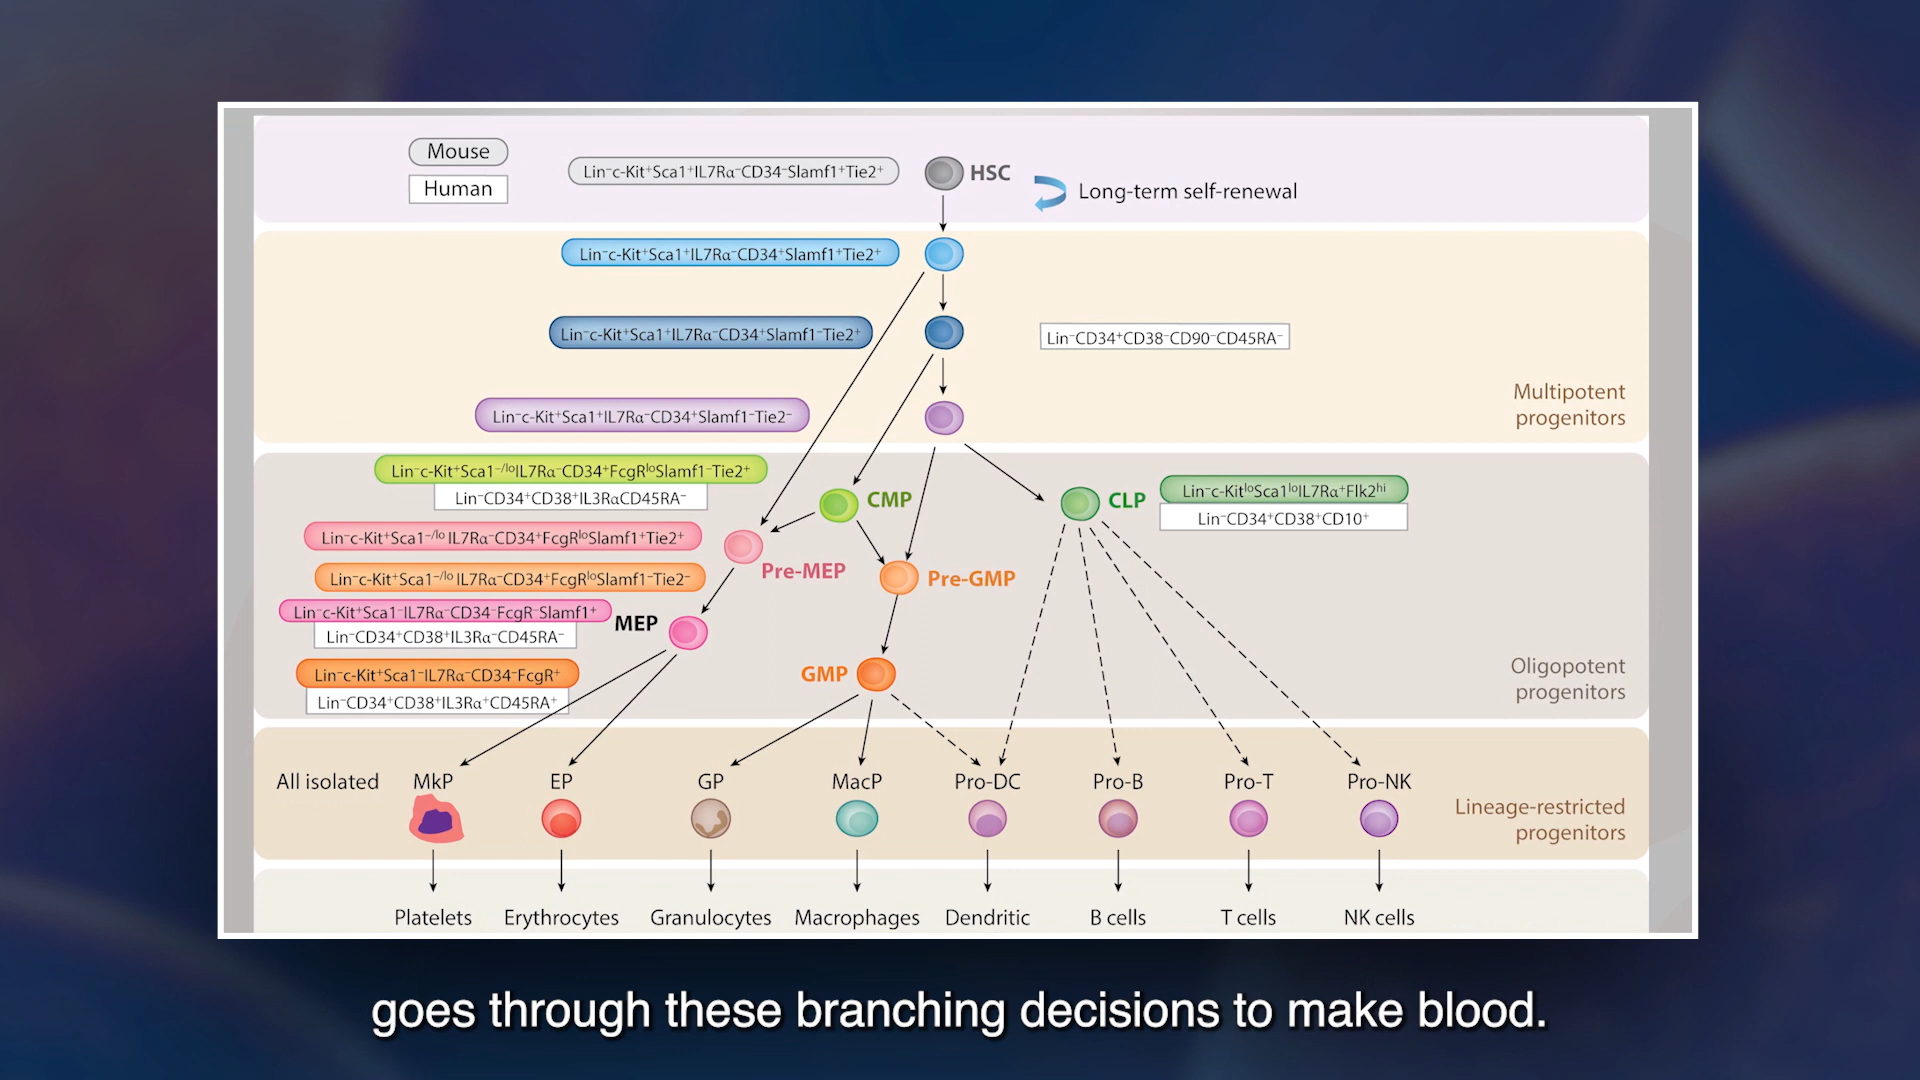 Mouse
Human
Lin⁻c-Kit⁺Sca1⁺IL7Rα⁻CD34⁻Slamf1⁺Tie2⁺
HSC
Long-term self-renewal
Lin⁻c-Kit⁺Sca1⁺IL7Rα⁻CD34⁺Slamf1⁺Tie2⁺
Lin⁻c-Kit⁺Sca1⁺IL7Rα⁻CD34⁺Slamf1⁻Tie2⁺
Lin⁻CD34⁺CD38⁻CD90⁻CD45RA⁻
Multipotent
progenitors
Lin⁻c-Kit⁺Sca1⁺IL7Rα⁻CD34⁺Slamf1⁻Tie2⁻
Lin⁻c-Kit⁺Sca1⁻/ˡᵒIL7Rα⁻CD34⁺FcgRˡᵒSlamf1⁻Tie2⁺
Lin⁻CD34⁺CD38⁺IL3RαCD45RA⁻
CMP
CLP
Lin⁻c-KitˡᵒSca1ˡᵒIL7Rα⁺Flk2ʰⁱ
Lin⁻CD34⁺CD38⁺CD10⁺
Lin⁻c-Kit⁺Sca1⁻/ˡᵒ IL7Rα⁻CD34⁺FcgRˡᵒSlamf1⁺Tie2⁺
Pre-MEP
Lin⁻c-Kit⁺Sca1⁻/ˡᵒ IL7Rα⁻CD34⁺FcgRˡᵒSlamf1⁻Tie2⁻
Pre-GMP
Lin⁻c-Kit⁺Sca1⁻IL7Rα⁻CD34⁻FcgR⁻Slamf1⁺
Lin⁻CD34⁺CD38⁺IL3Rα⁻CD45RA⁻
MEP
Lin⁻c-Kit⁺Sca1⁻IL7Rα⁻CD34⁻FcgR⁺
Lin⁻CD34⁺CD38⁺IL3Rα⁺CD45RA⁺
GMP
Oligopotent
progenitors
All isolated MkP EP GP MacP Pro-DC Pro-B Pro-T Pro-NK
Lineage-restricted
progenitors
Platelets Erythrocytes Granulocytes Macrophages Dendritic B cells T cells NK cells
goes through these branching decisions to make blood.